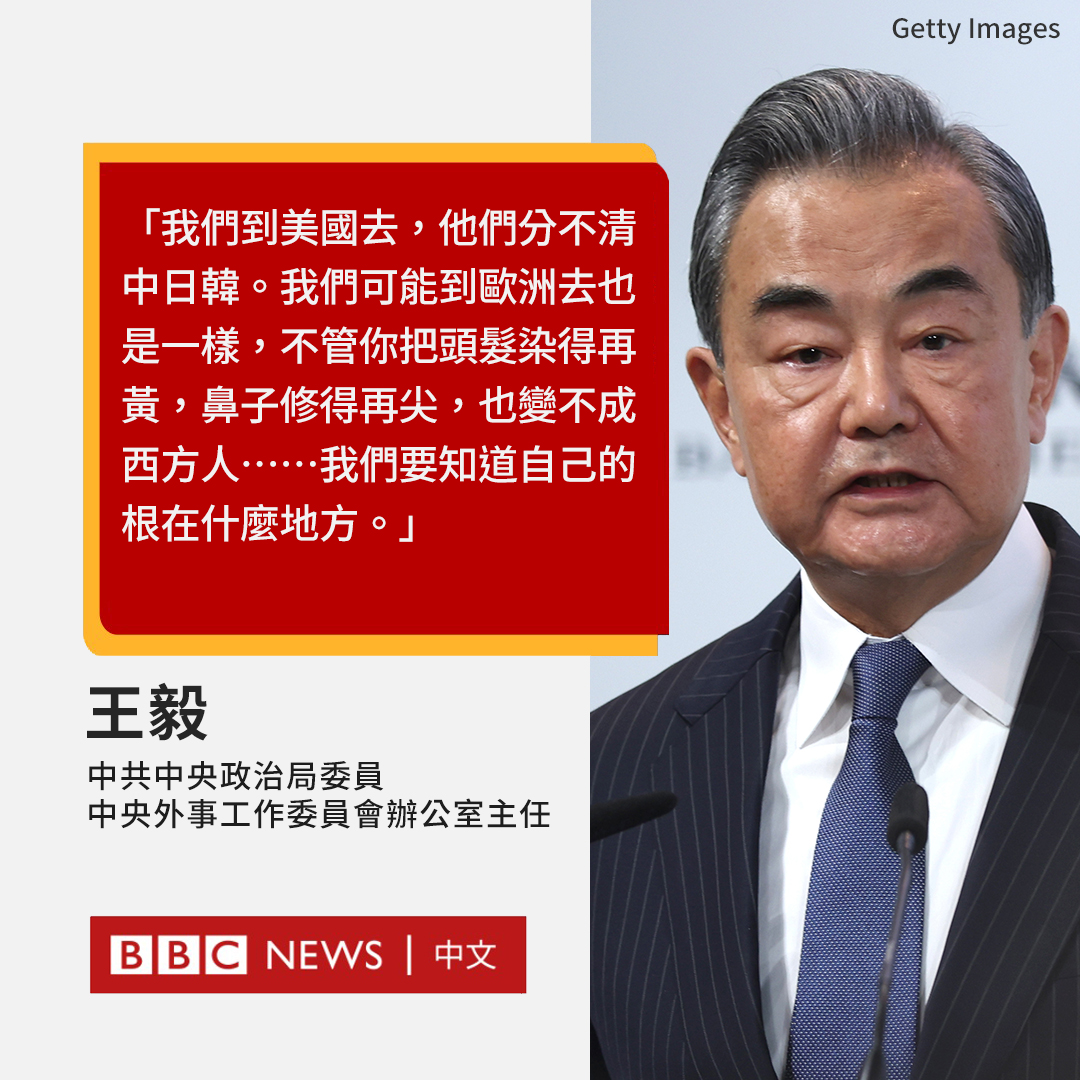 Getty Images
「我們到美國去，他們分不清
中日韓。我們可能到歐洲去也
是一樣，不管你把頭髮染得再
黃，鼻子修得再尖，也變不成
西方人……我們要知道自己的
根在什麼地方。」
王毅
中共中央政治局委員
中央外事工作委員會辦公室主任
BBC NEWS | 中文